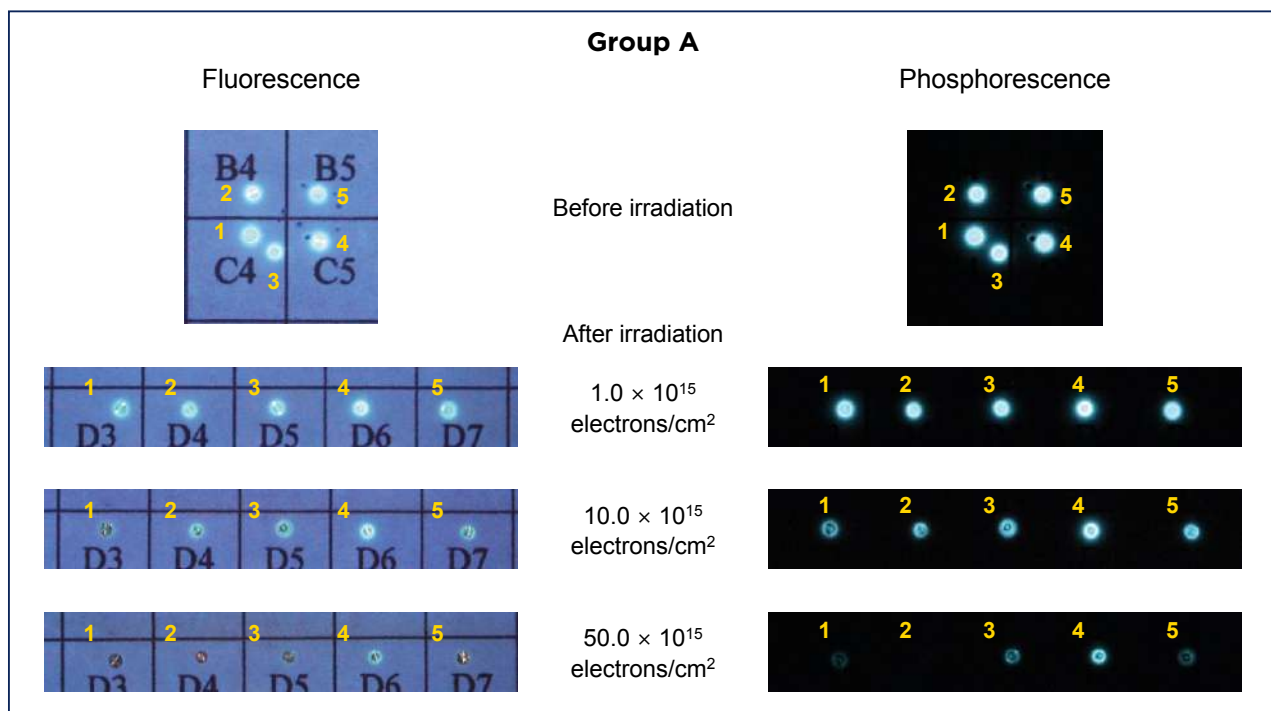 Group A
Fluorescence
Phosphorescence
B4 B5
2 5
1 4
C4 3 C5
Before irradiation
2 5
1 4
3
After irradiation
1 2 3 4 5
D3 D4 D5 D6 D7
1.0 × 10¹⁵
electrons/cm²
1 2 3 4 5
1 2 3 4 5
D3 D4 D5 D6 D7
10.0 × 10¹⁵
electrons/cm²
1 2 3 4 5
1 2 3 4 5
D3 D4 D5 D6 D7
50.0 × 10¹⁵
electrons/cm²
1 2 3 4 5